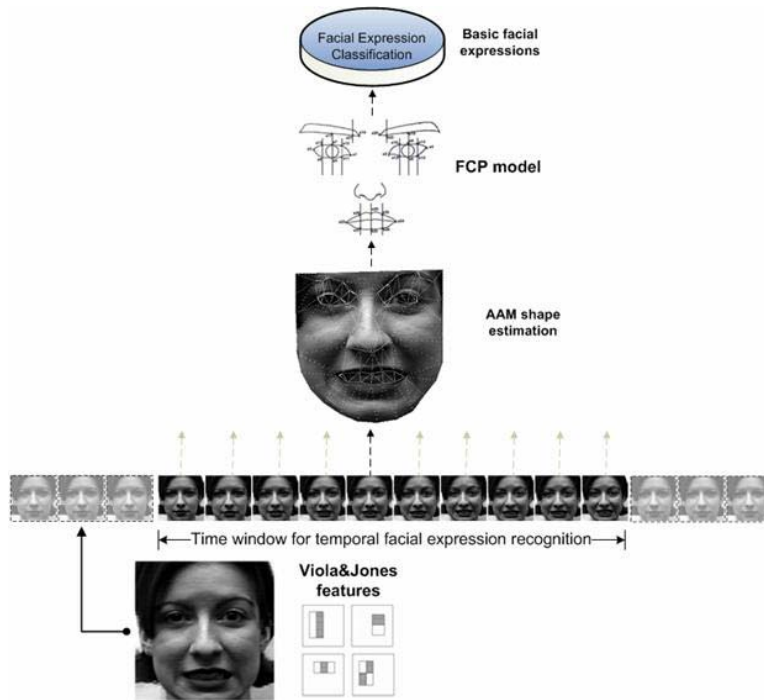 Facial Expression
Classification
Basic facial
expressions
FCP model
AAM shape
estimation
Time window for temporal facial expression recognition
Viola&Jones
features